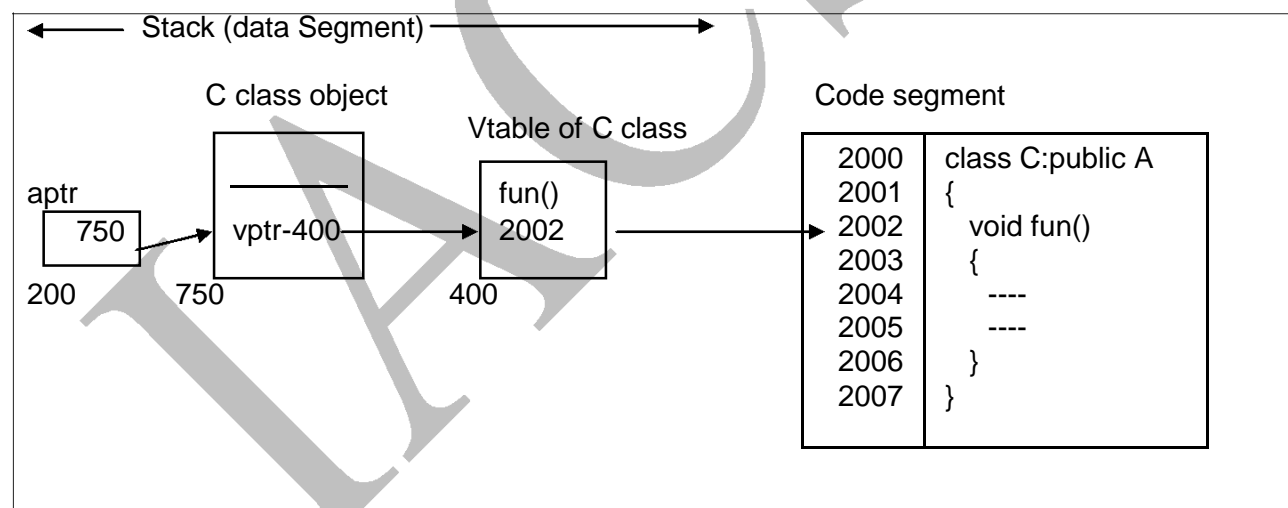 Stack (data Segment)
C class object
Code segment
Vtable of C class
aptr
750
200
vptr-400
750
fun()
2002
400
2000 class C:public A
2001 {
2002 void fun()
2003 {
2004 ----
2005 ----
2006 }
2007 }